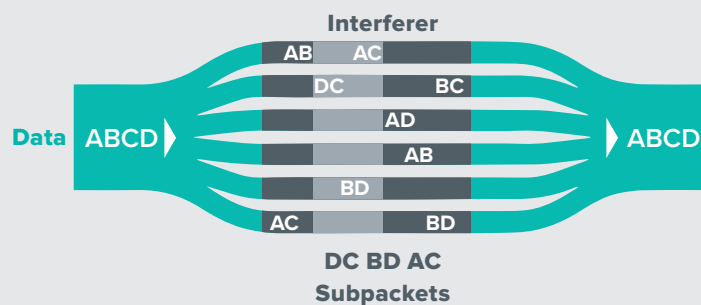 Interferer
AB AC
DC BC
Data ABCD AD ABCD
AB
BD
AC BD
DC BD AC
Subpackets